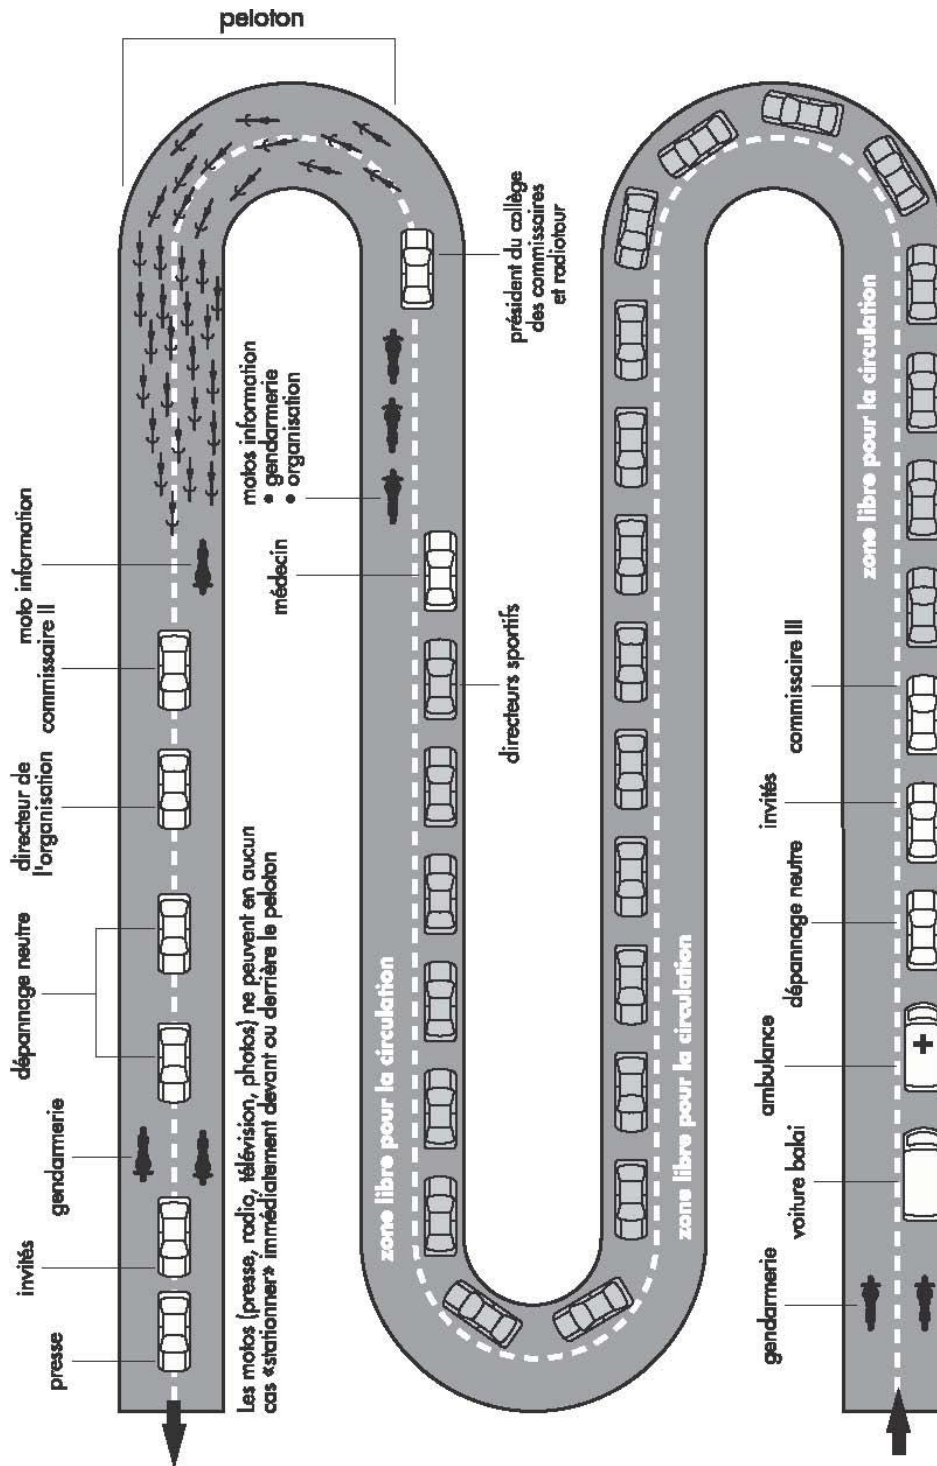 peloton
presse
invités
gendarmerie
dépannage neutre
directeur de
l'organisation
commissaire II
moto information
Les motos (presse, radio, télévision, photos) ne peuvent en aucun
cas «stationner» immédiatement devant ou derrière le peloton
médecin
motos information
• gendarmerie
• organisation
zone libre pour la circulation
directeurs sportifs
président du collège
des commissaires
et radiotour
zone libre pour la circulation
gendarmerie
voiture balai
ambulance
dépannage neutre
invités
commissaire III
zone libre pour la circulation